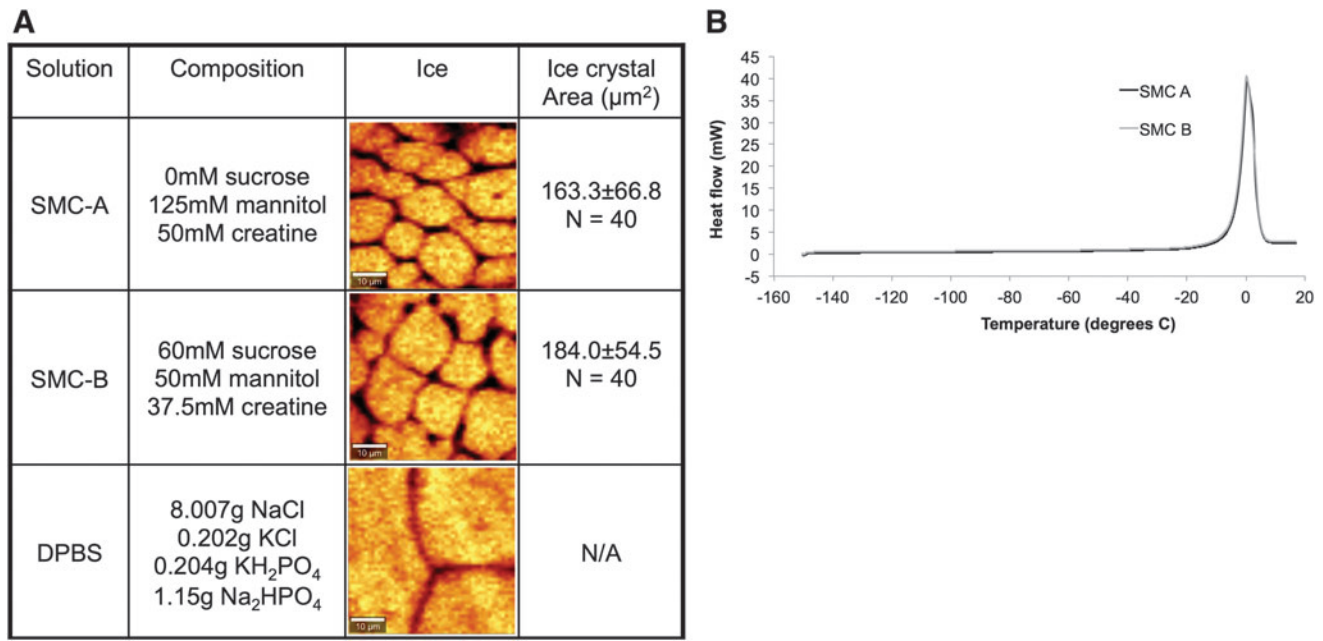 A
Solution Composition Ice Ice crystal
Area (μm²)
SMC-A
0mM sucrose
125mM mannitol
50mM creatine
10 μm
163.3±66.8
N = 40
SMC-B
60mM sucrose
50mM mannitol
37.5mM creatine
10 μm
184.0±54.5
N = 40
DPBS
8.007g NaCl
0.202g KCl
0.204g KH₂PO₄
1.15g Na₂HPO₄
10 μm
N/A
B
45
40
35
30
25
20
15
10
5
0
-5
Heat flow (mW)
SMC A
SMC B
-160 -140 -120 -100 -80 -60 -40 -20 0 20
Temperature (degrees C)